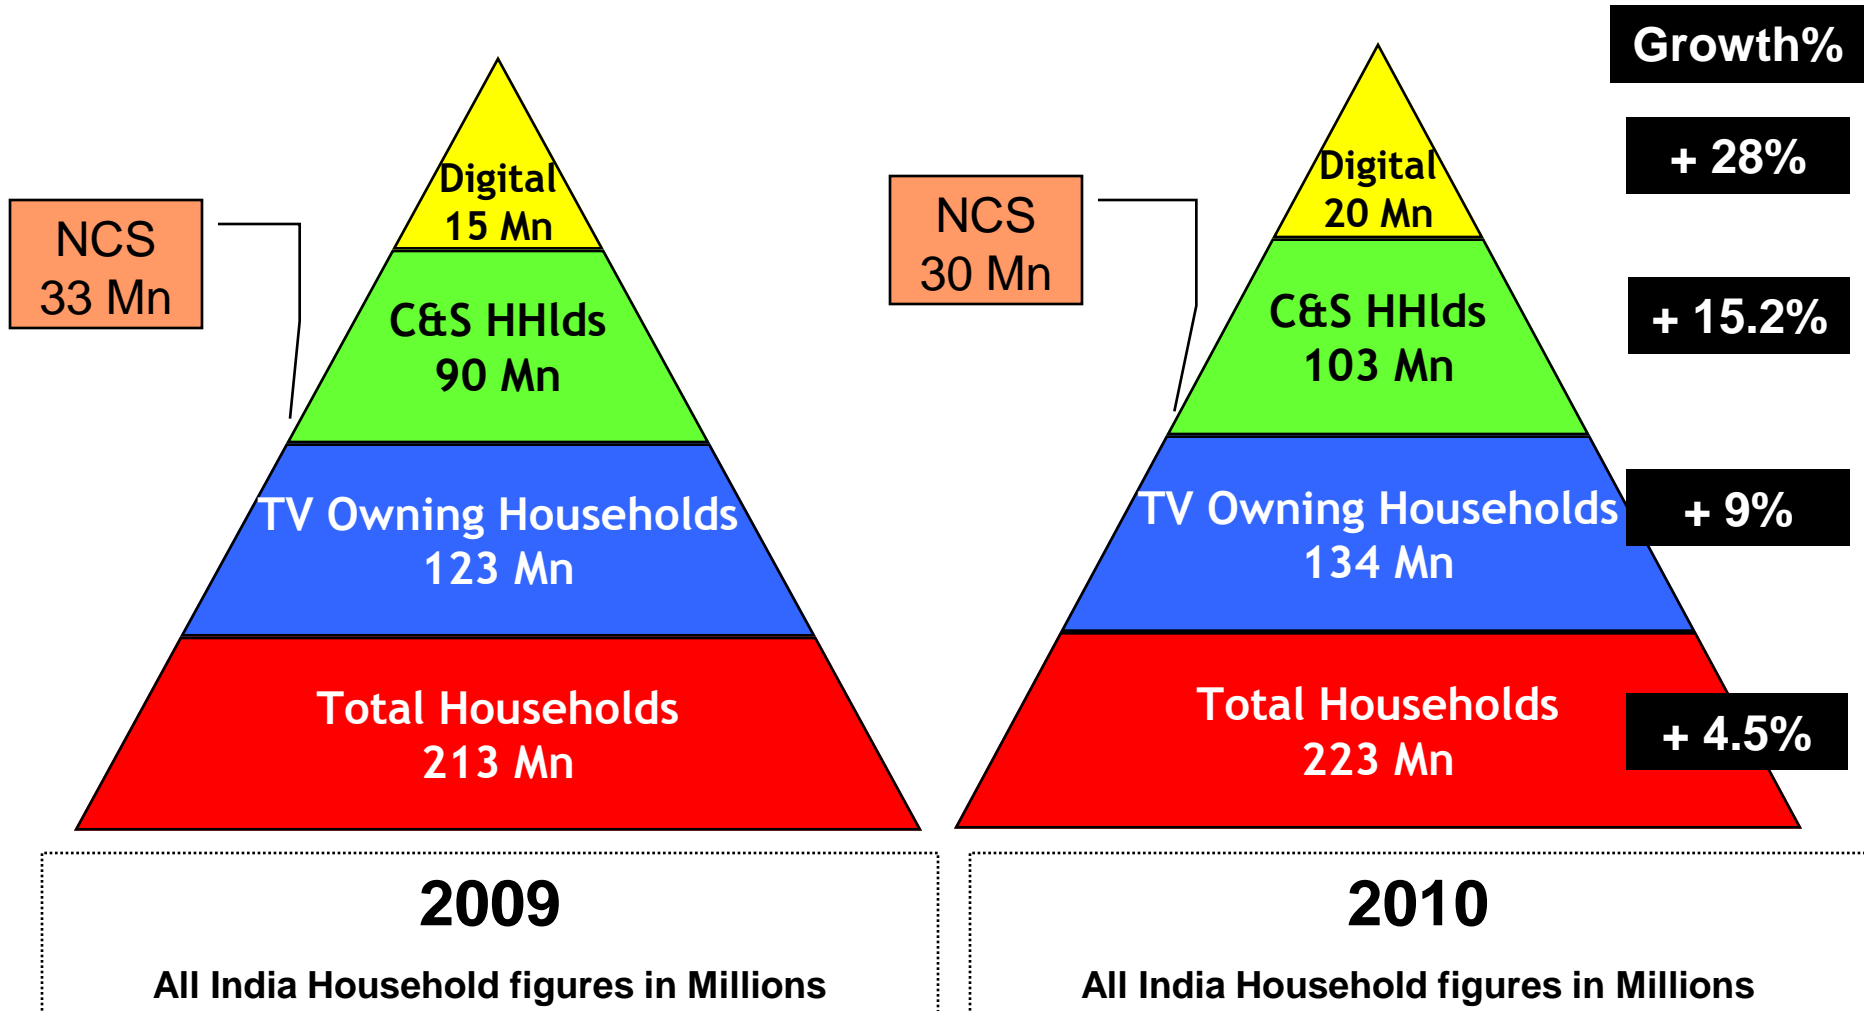 Growth%
Digital
15 Mn
NCS
33 Mn
C&S HHlds
90 Mn
TV Owning Households
123 Mn
Total Households
213 Mn
2009
All India Household figures in Millions
Digital
20 Mn
NCS
30 Mn
C&S HHlds
103 Mn
TV Owning Households
134 Mn
Total Households
223 Mn
2010
All India Household figures in Millions
+ 28%
+ 15.2%
+ 9%
+ 4.5%